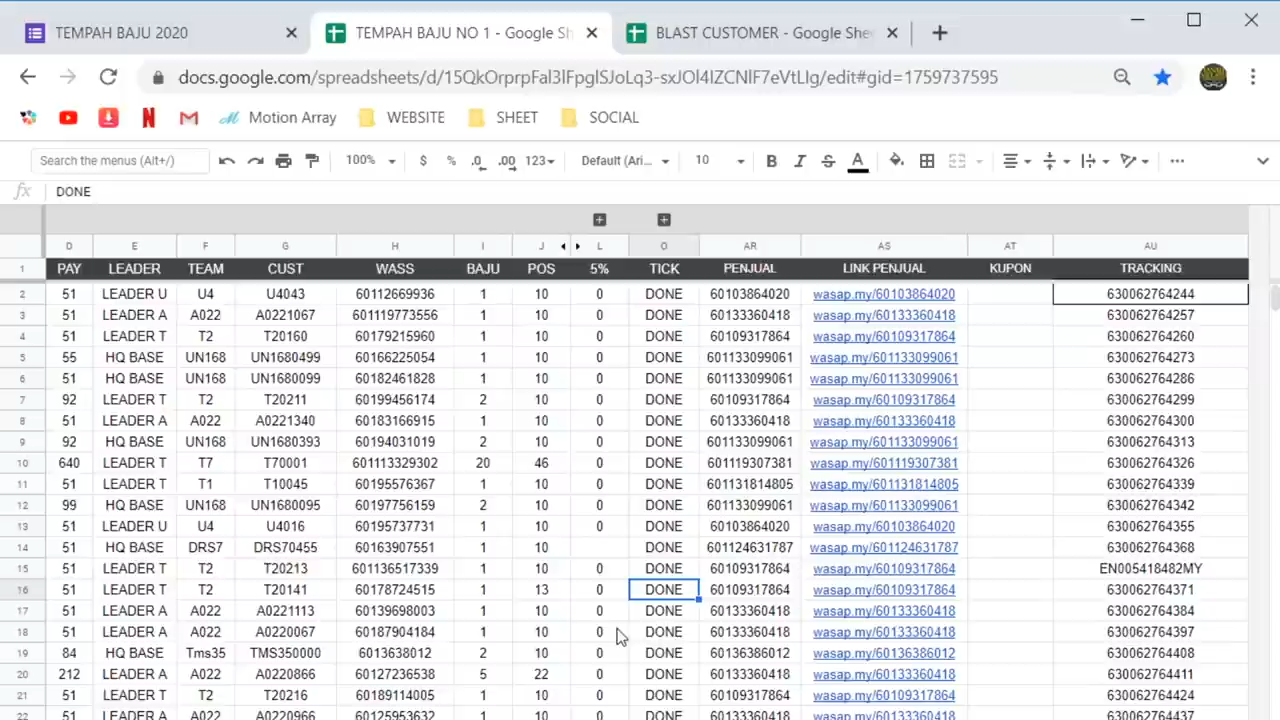 TEMPAH BAJU 2020
TEMPAH BAJU NO 1 - Google Sh
BLAST CUSTOMER - Google Shee
docs.google.com/spreadsheets/d/15QkOrprpFal3lFpglSJoLq3-sxJOl4lZCNlF7eVtLIg/edit#gid=1759737595
Motion Array WEBSITE SHEET SOCIAL
Search the menus (Alt+/) 100% $ % .0 .00 123 Default (Ari... 10 B I S A
fx DONE
D E F G H I J L O AR AS AT AU
1 PAY LEADER TEAM CUST WASS BAJU POS 5% TICK PENJUAL LINK PENJUAL KUPON TRACKING
2 51 LEADER U U4 U4043 60112669936 1 10 0 DONE 60103864020 wasap.my/60103864020 630062764244
3 51 LEADER A A022 A0221067 601119773556 1 10 0 DONE 60133360418 wasap.my/60133360418 630062764257
4 51 LEADER T T2 T20160 60179215960 1 10 0 DONE 60109317864 wasap.my/60109317864 630062764260
5 55 HQ BASE UN168 UN1680499 60166225054 1 10 0 DONE 601133099061 wasap.my/601133099061 630062764273
6 51 HQ BASE UN168 UN1680099 60182461828 1 10 0 DONE 601133099061 wasap.my/601133099061 630062764286
7 92 LEADER T T2 T20211 60199456174 2 10 0 DONE 60109317864 wasap.my/60109317864 630062764299
8 51 LEADER A A022 A0221340 60183166915 1 10 0 DONE 60133360418 wasap.my/60133360418 630062764300
9 92 HQ BASE UN168 UN1680393 60194031019 2 10 0 DONE 601133099061 wasap.my/601133099061 630062764313
10 640 LEADER T T7 T70001 601113329302 20 46 0 DONE 601119307381 wasap.my/601119307381 630062764326
11 51 LEADER T T1 T10045 60195576367 1 10 0 DONE 601131814805 wasap.my/601131814805 630062764339
12 99 HQ BASE UN168 UN1680095 60197756159 2 10 0 DONE 601133099061 wasap.my/601133099061 630062764342
13 51 LEADER U U4 U4016 60195737731 1 10 0 DONE 60103864020 wasap.my/60103864020 630062764355
14 51 HQ BASE DRS7 DRS70455 60163907551 1 10 DONE 601124631787 wasap.my/601124631787 630062764368
15 51 LEADER T T2 T20213 601136517339 1 10 0 DONE 60109317864 wasap.my/60109317864 EN005418482MY
16 51 LEADER T T2 T20141 60178724515 1 13 0 DONE 60109317864 wasap.my/60109317864 630062764371
17 51 LEADER A A022 A0221113 60139698003 1 10 0 DONE 60133360418 wasap.my/60133360418 630062764384
18 51 LEADER A A022 A0220067 60187904184 1 10 0 DONE 60133360418 wasap.my/60133360418 630062764397
19 84 HQ BASE Tms35 TMS350000 6013638012 2 10 0 DONE 60136386012 wasap.my/60136386012 630062764408
20 212 LEADER A A022 A0220866 60127236538 5 22 0 DONE 60133360418 wasap.my/60133360418 630062764411
21 51 LEADER T T2 T20216 60189114005 1 10 0 DONE 60109317864 wasap.my/60109317864 630062764424
22 51 LEADER A A022 A0220966 60125953632 1 10 0 DONE 60133360418 wasap.my/60133360418 630062764437